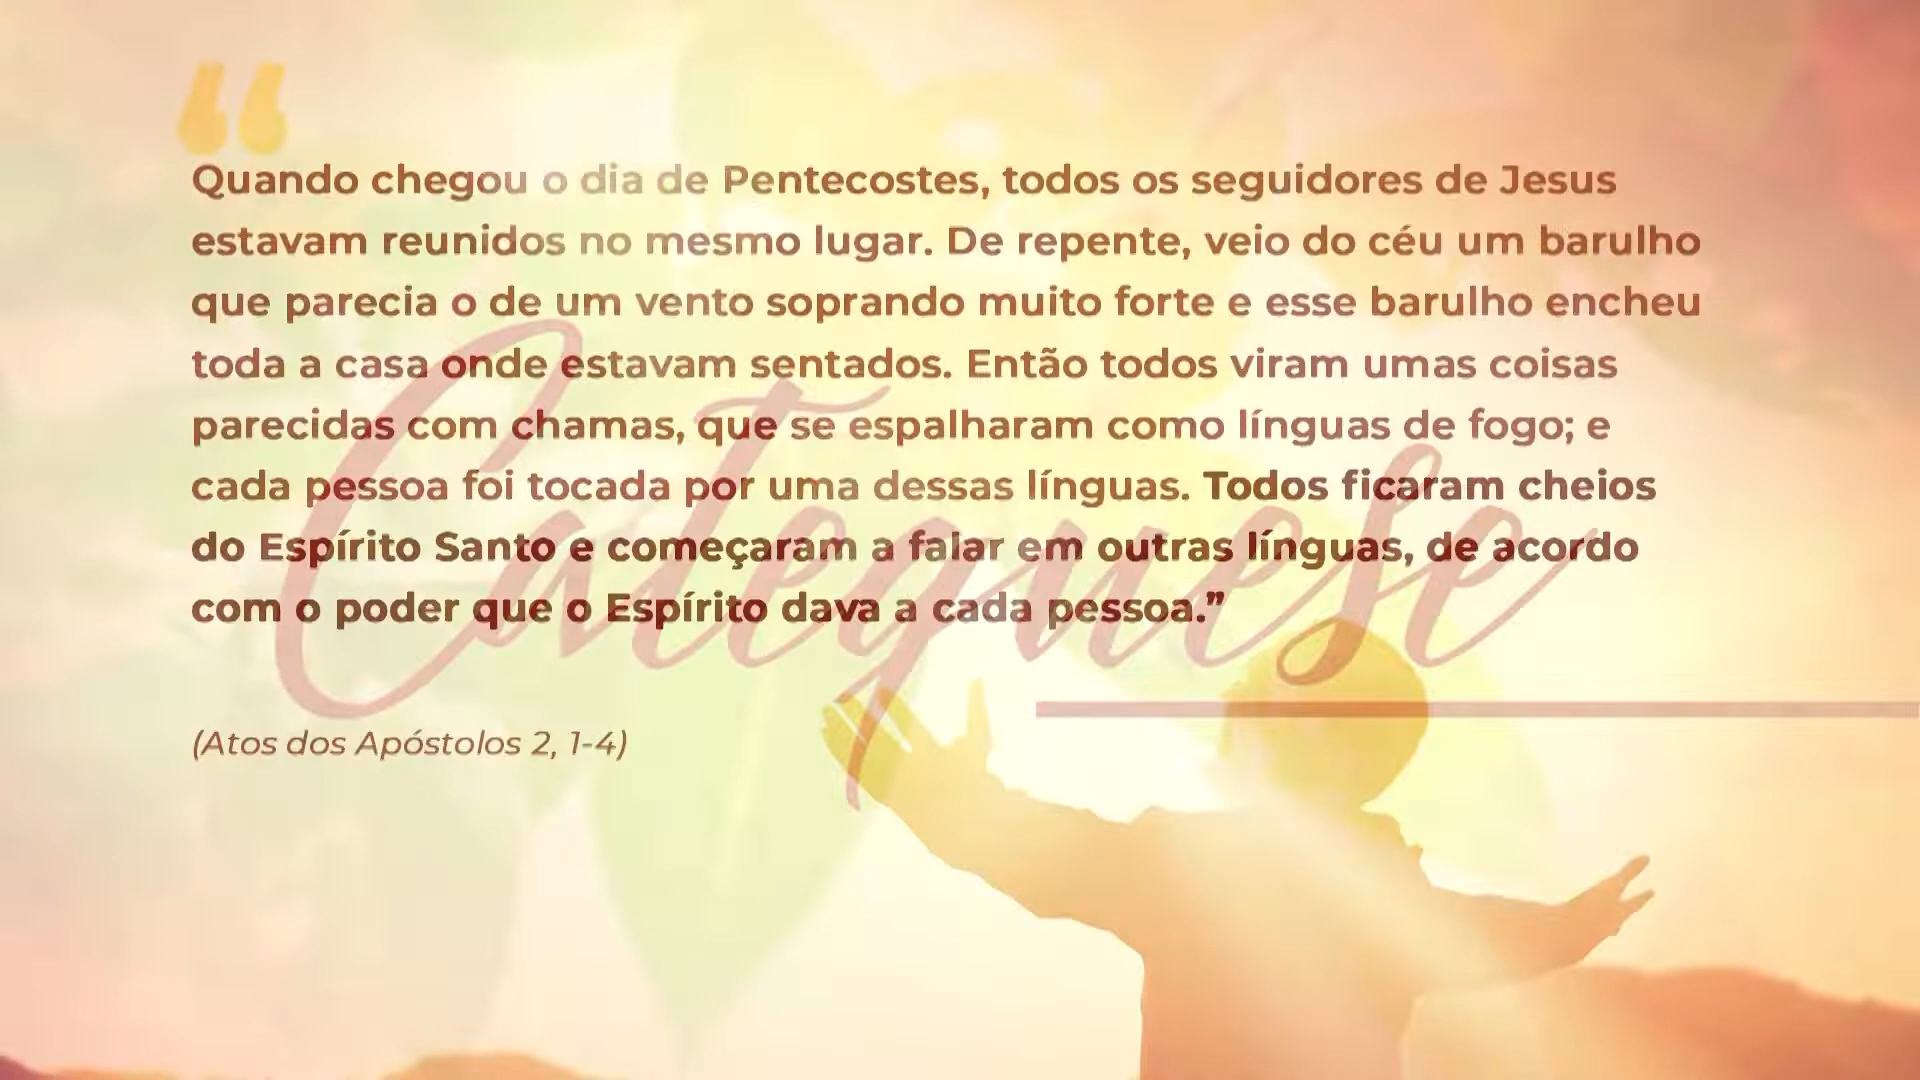 “
Quando chegou o dia de Pentecostes, todos os seguidores de Jesus
estavam reunidos no mesmo lugar. De repente, veio do céu um barulho
que parecia o de um vento soprando muito forte e esse barulho encheu
toda a casa onde estavam sentados. Então todos viram umas coisas
parecidas com chamas, que se espalharam como línguas de fogo; e
cada pessoa foi tocada por uma dessas línguas. Todos ficaram cheios
do Espírito Santo e começaram a falar em outras línguas, de acordo
com o poder que o Espírito dava a cada pessoa.”
Catequese
(Atos dos Apóstolos 2, 1-4)